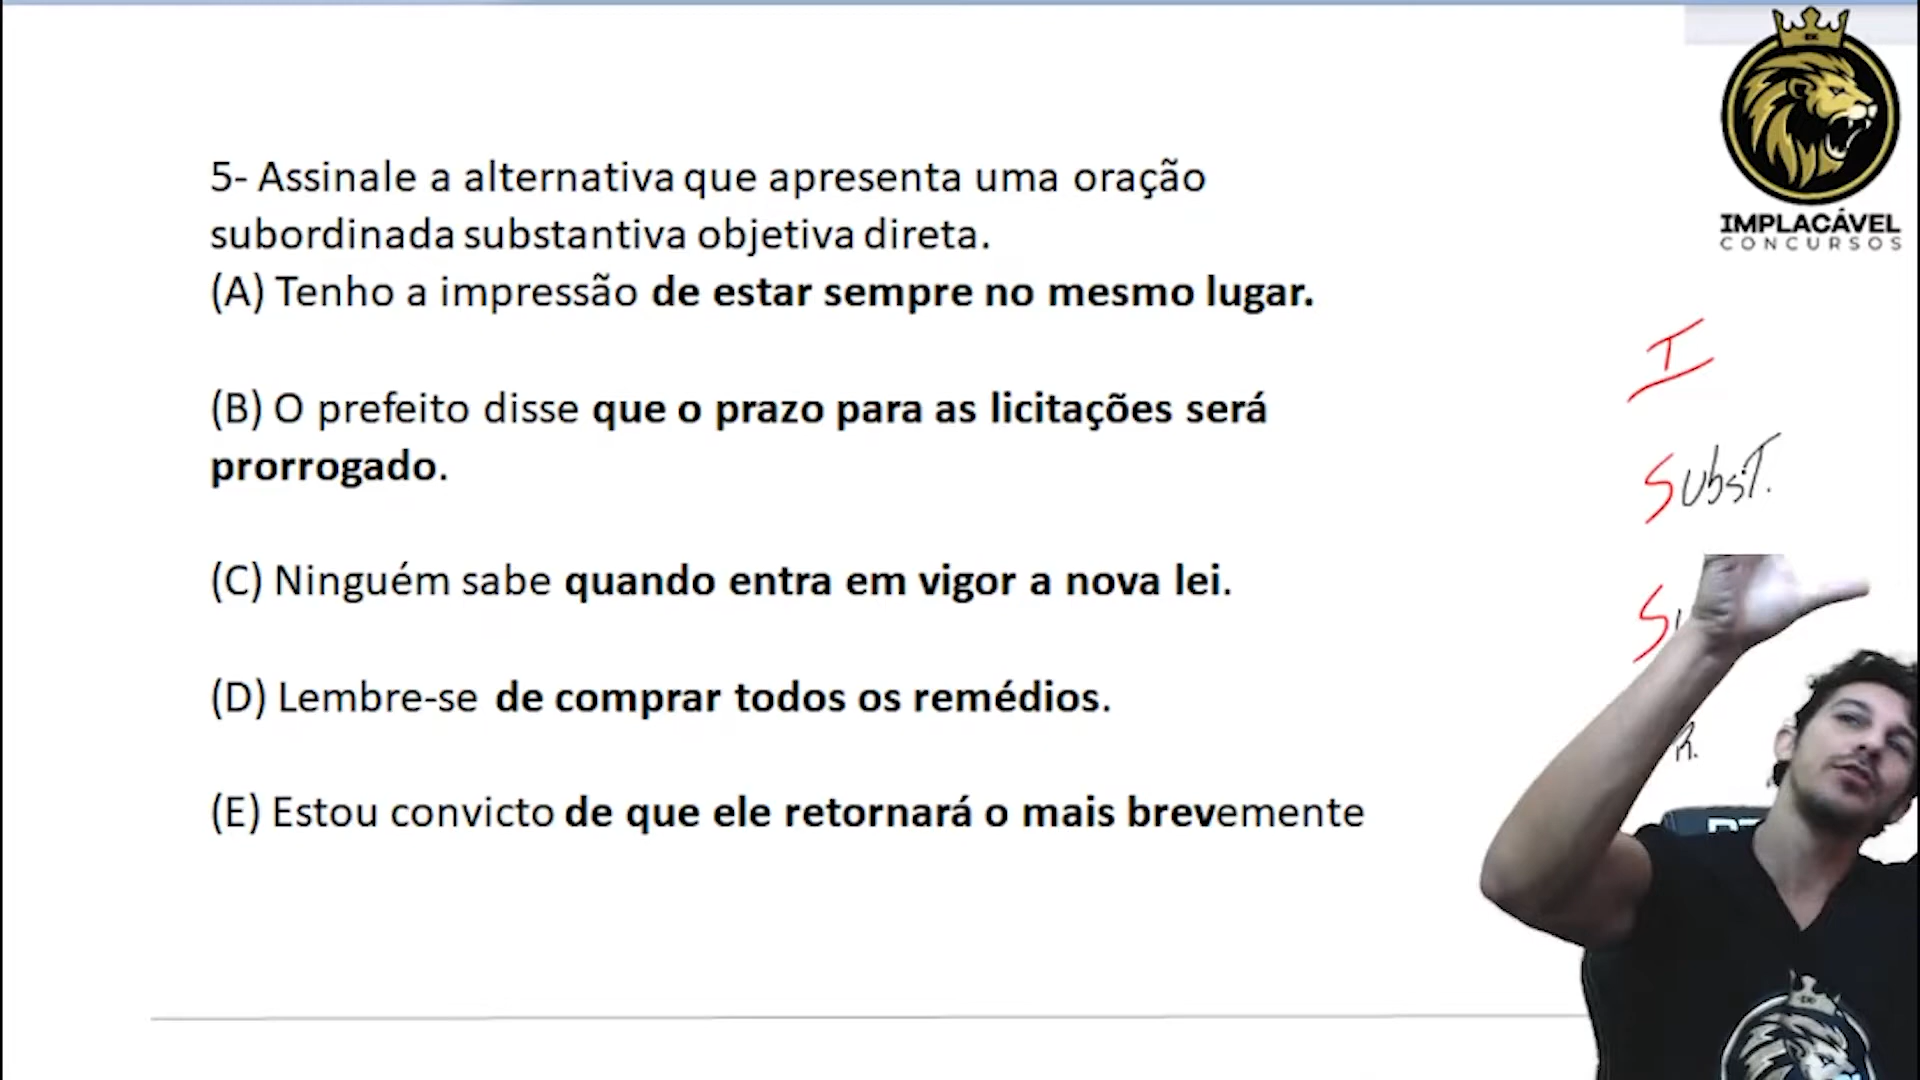 5- Assinale a alternativa que apresenta uma oração
subordinada substantiva objetiva direta.
(A) Tenho a impressão de estar sempre no mesmo lugar.
(B) O prefeito disse que o prazo para as licitações será
prorrogado.
(C) Ninguém sabe quando entra em vigor a nova lei.
(D) Lembre-se de comprar todos os remédios.
(E) Estou convicto de que ele retornará o mais brevemente
IMPLACÁVEL
CONCURSOS
I
SubsT.